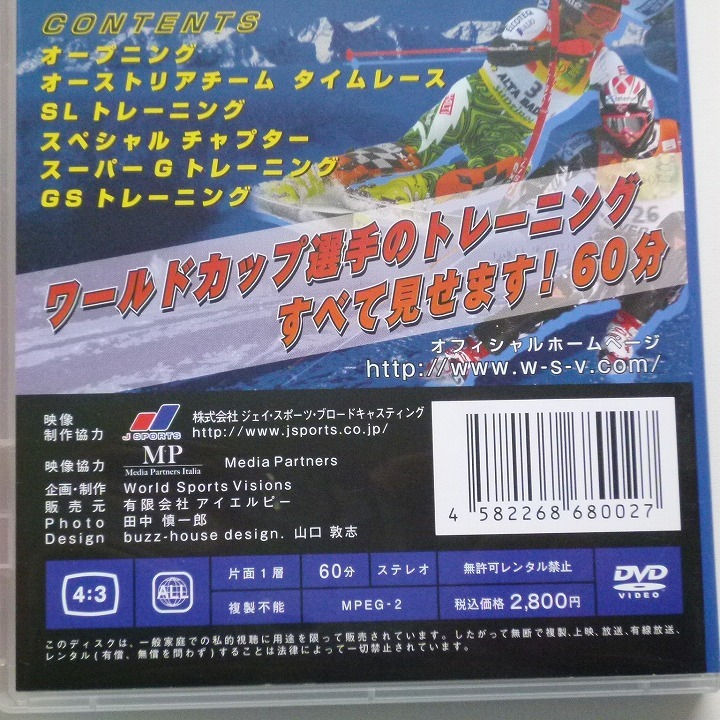 CONTENTS
オープニング
オーストリアチーム タイムレース
SL トレーニング
スペシャル チャプター
スーパーG トレーニング
GS トレーニング
3
ALTA BADIA
26
ワールドカップ選手のトレーニング
すべて見せます! 60分
オフィシャルホームページ
http://www.w-s-v.com/
映像
制作協力
J SPORTS
株式会社 ジェイ・スポーツ・ブロードキャスティング
http://www.jsports.co.jp/
映像協力
MP
Media Partners Italia
Media Partners
企画・制作 World Sports Visions
販売元 有限会社 アイエルピー
Photo 田中 慎一郎
Design buzz-house design. 山口 敦志
4 582268 680027
4:3
ALL
片面1層 60分 ステレオ 無許可レンタル禁止
複製不能 MPEG-2 税込価格 2,800円
DVD
VIDEO
このディスクは、一般家庭での私的視聴に用途を限って販売されています。したがって無断で複製、上映、放送、有線放送、
レンタル(有償、無償を問わず)することは法律によって一切禁止されています。